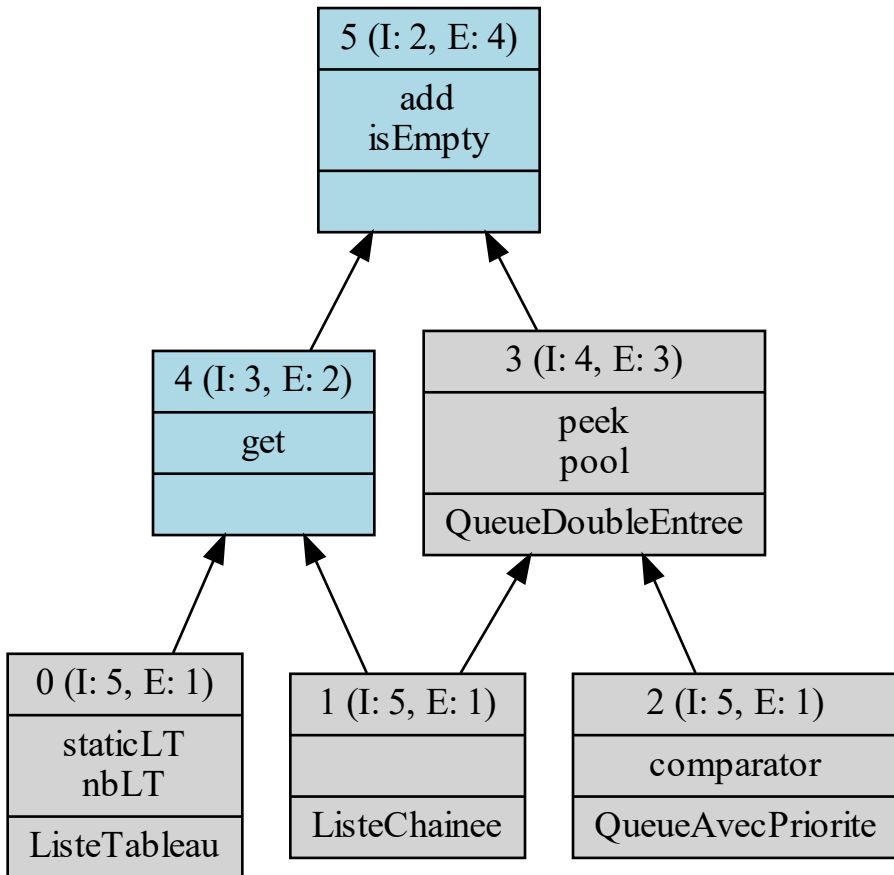 5 (I: 2, E: 4)
add
isEmpty
4 (I: 3, E: 2)
get
3 (I: 4, E: 3)
peek
pool
QueueDoubleEntree
0 (I: 5, E: 1)
staticLT
nbLT
ListeTableau
1 (I: 5, E: 1)
ListeChainee
2 (I: 5, E: 1)
comparator
QueueAvecPriorite